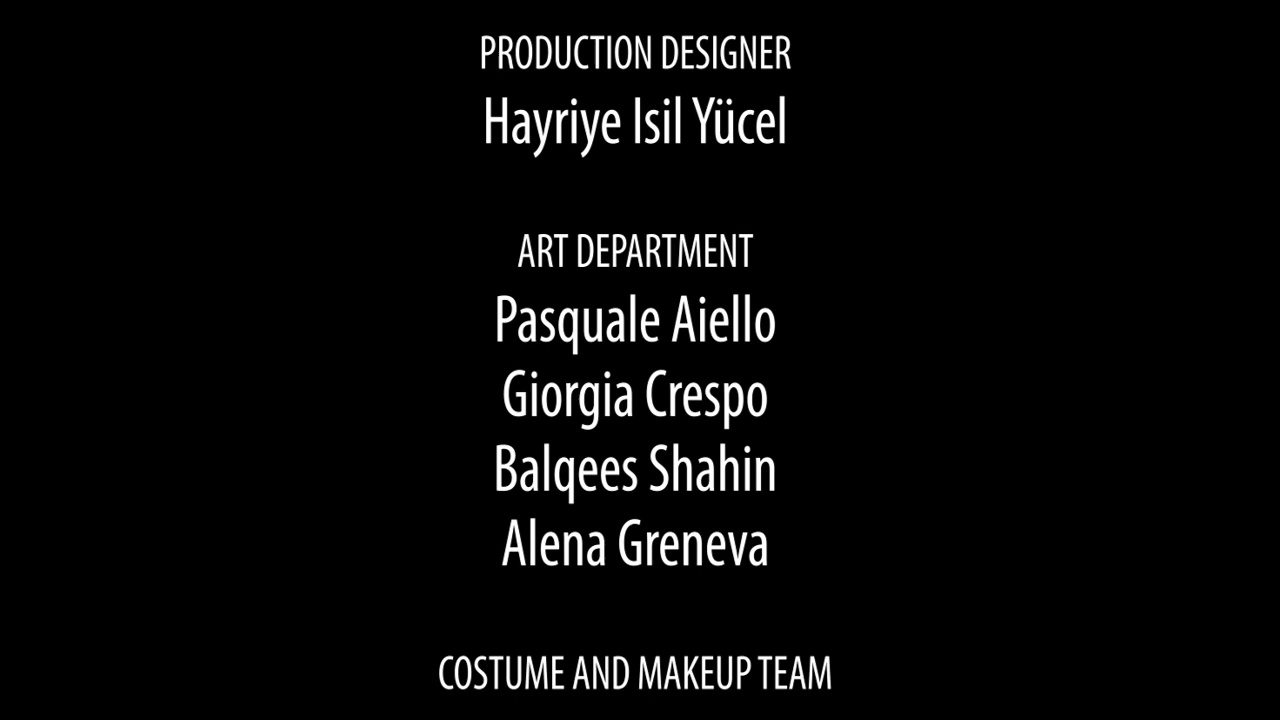 PRODUCTION DESIGNER
Hayriye Isil Yücel
ART DEPARTMENT
Pasquale Aiello
Giorgia Crespo
Balqees Shahin
Alena Greneva
COSTUME AND MAKEUP TEAM